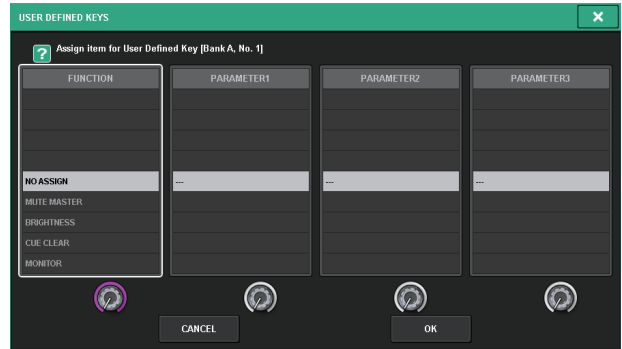 USER DEFINED KEYS
?
Assign item for User Defined Key [Bank A, No. 1]
FUNCTION PARAMETER1 PARAMETER2 PARAMETER3
NO ASSIGN --- --- ---
MUTE MASTER
BRIGHTNESS
CUE CLEAR
MONITOR
CANCEL OK